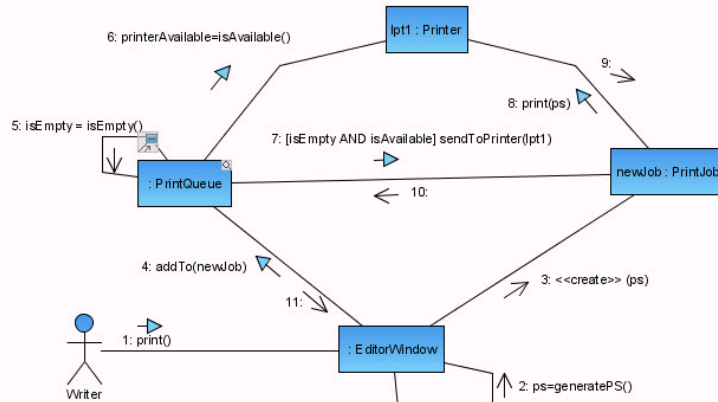 lpt1 : Printer
6: printerAvailable=isAvailable()
9:
8: print(ps)
5: isEmpty = isEmpty()
7: [isEmpty AND isAvailable] sendToPrinter(lpt1)
: PrintQueue
newJob : PrintJob
10:
4: addTo(newJob)
3: <<create>> (ps)
11:
1: print()
: EditorWindow
2: ps=generatePS()
Writer